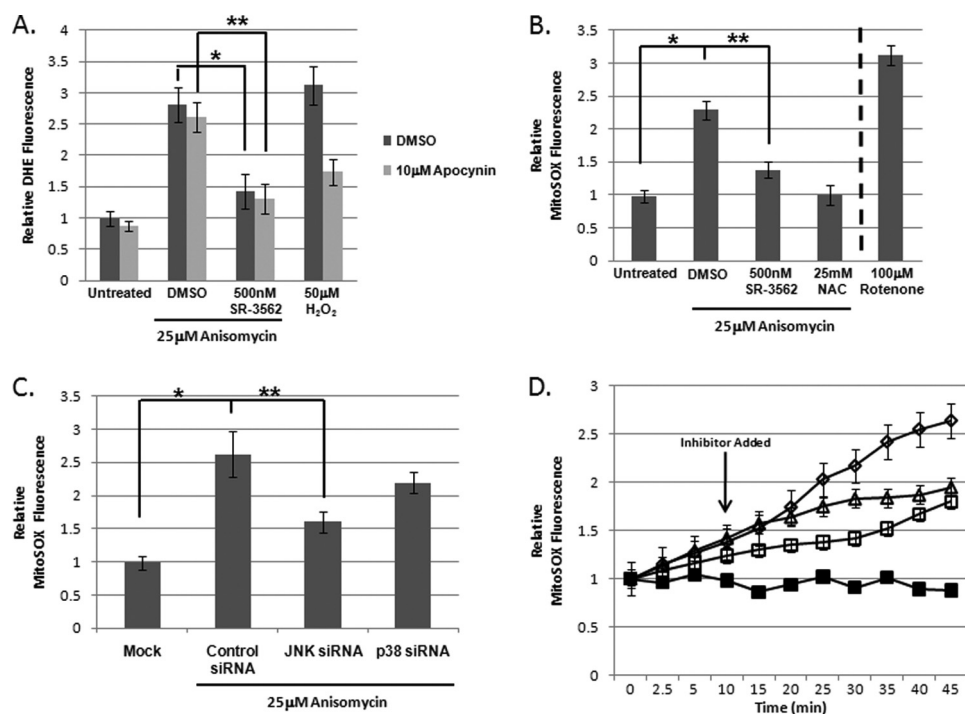 A.
Relative DHE Fluorescence
4
3.5
3
2.5
2
1.5
1
0.5
0
**
*
DMSO
10µM Apocynin
Untreated
DMSO
500nM
SR-3562
50µM
H₂O₂
25µM Anisomycin
B.
Relative
MitoSOX Fluorescence
3.5
3
2.5
2
1.5
1
0.5
0
*
**
Untreated
DMSO
500nM
SR-3562
25mM
NAC
100µM
Rotenone
25µM Anisomycin
C.
Relative
MitoSOX Fluorescence
3.5
3
2.5
2
1.5
1
0.5
0
*
**
Mock
Control
siRNA
JNK siRNA
p38 siRNA
25µM Anisomycin
D.
Relative
MitoSOX Fluorescence
3
2.5
2
1.5
1
0.5
0
Inhibitor Added
0 2.5 5 10 15 20 25 30 35 40 45
Time (min)